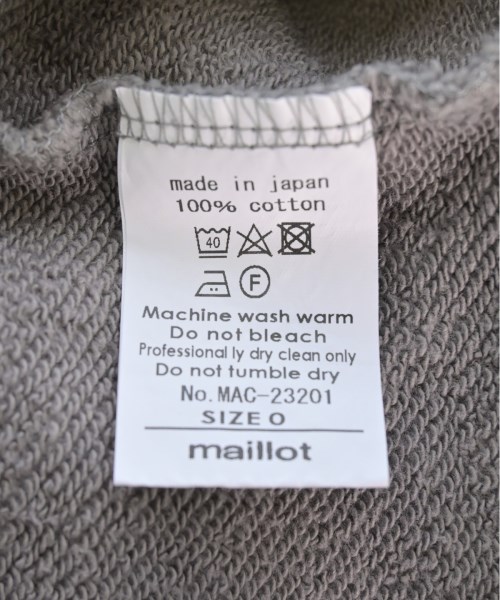 made in japan
100% cotton
40
F
Machine wash warm
Do not bleach
Professional ly dry clean only
Do not tumble dry
No. MAC-23201
SIZE O
maillot